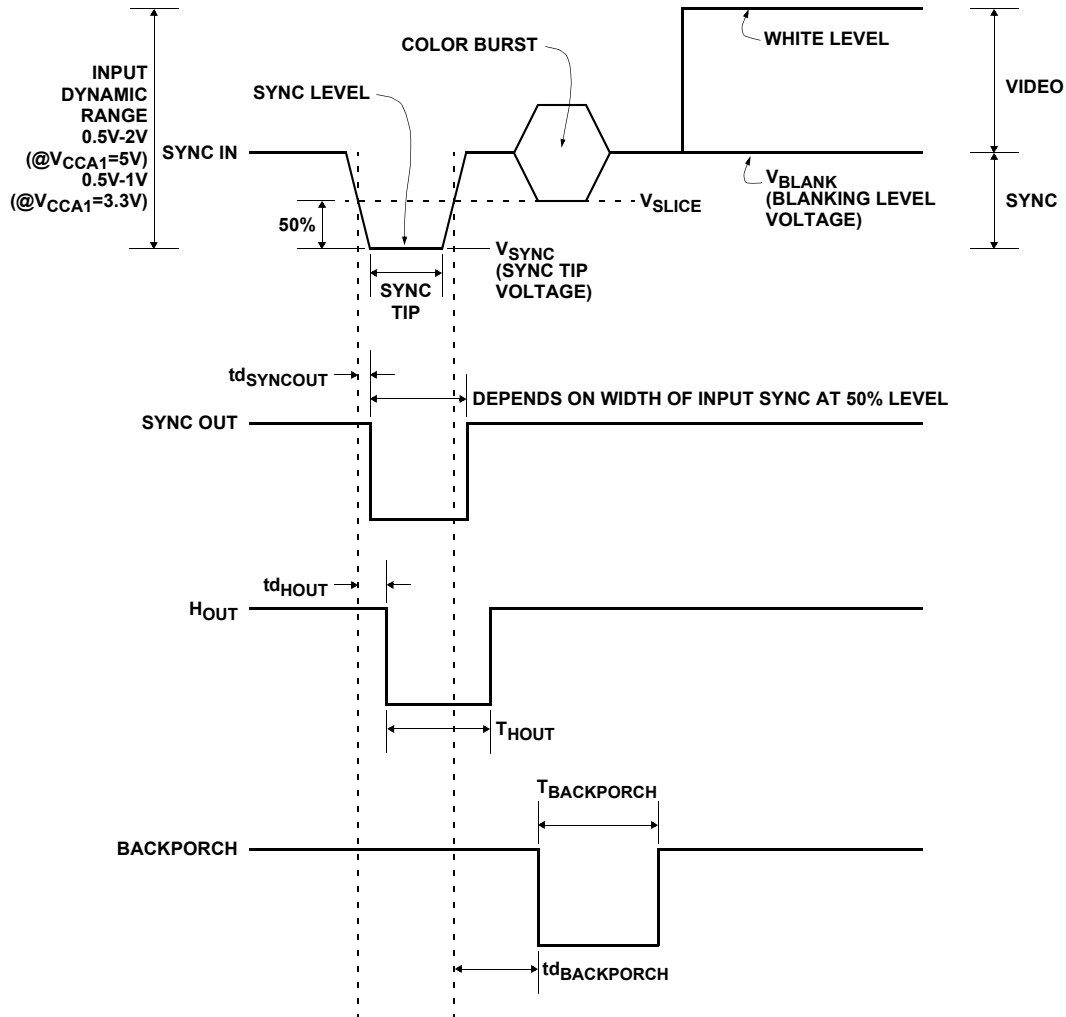 COLOR BURST
WHITE LEVEL
INPUT
DYNAMIC
RANGE
0.5V-2V
(@VCCA1=5V)
0.5V-1V
(@VCCA1=3.3V)
SYNC LEVEL
VIDEO
SYNC IN
VBLANK
(BLANKING LEVEL
VOLTAGE)
SYNC
VSLICE
50%
VSYNC
(SYNC TIP
VOLTAGE)
SYNC
TIP
tdSYNCOUT
DEPENDS ON WIDTH OF INPUT SYNC AT 50% LEVEL
SYNC OUT
tdHOUT
HOUT
THOUT
TBACKPORCH
BACKPORCH
tdBACKPORCH